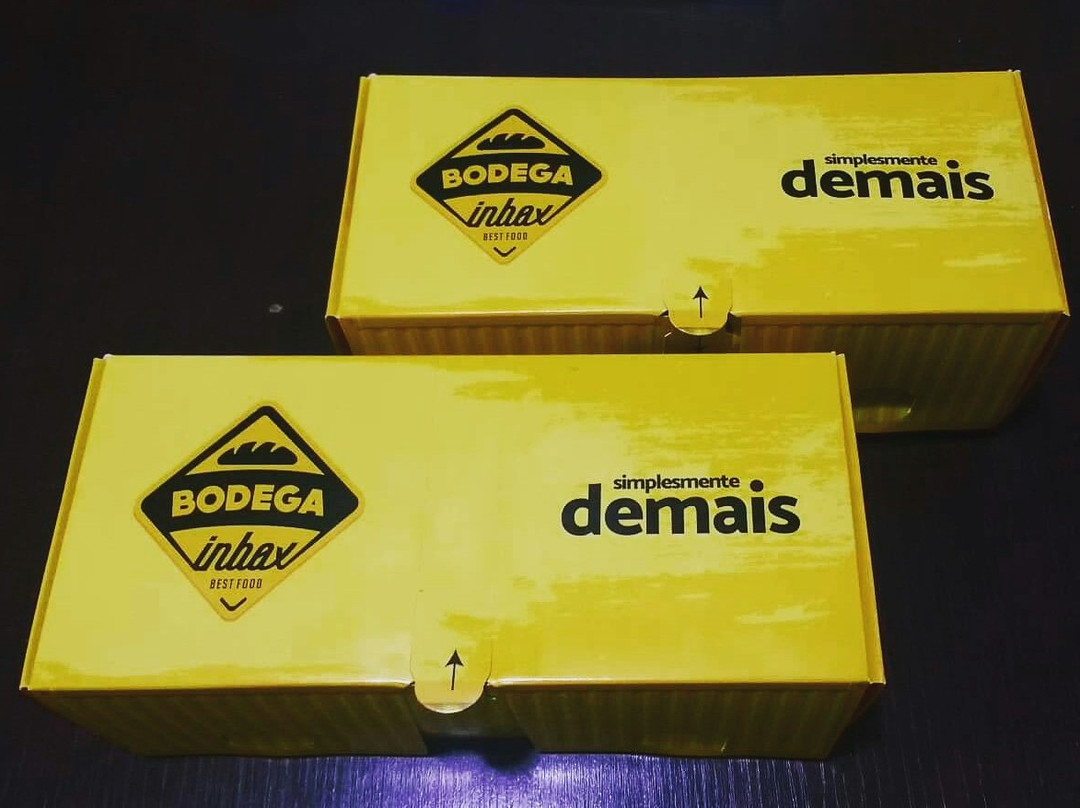 BODEGA
inbox
BEST FOOD
simplesmente
demais
BODEGA
inbox
BEST FOOD
simplesmente
demais